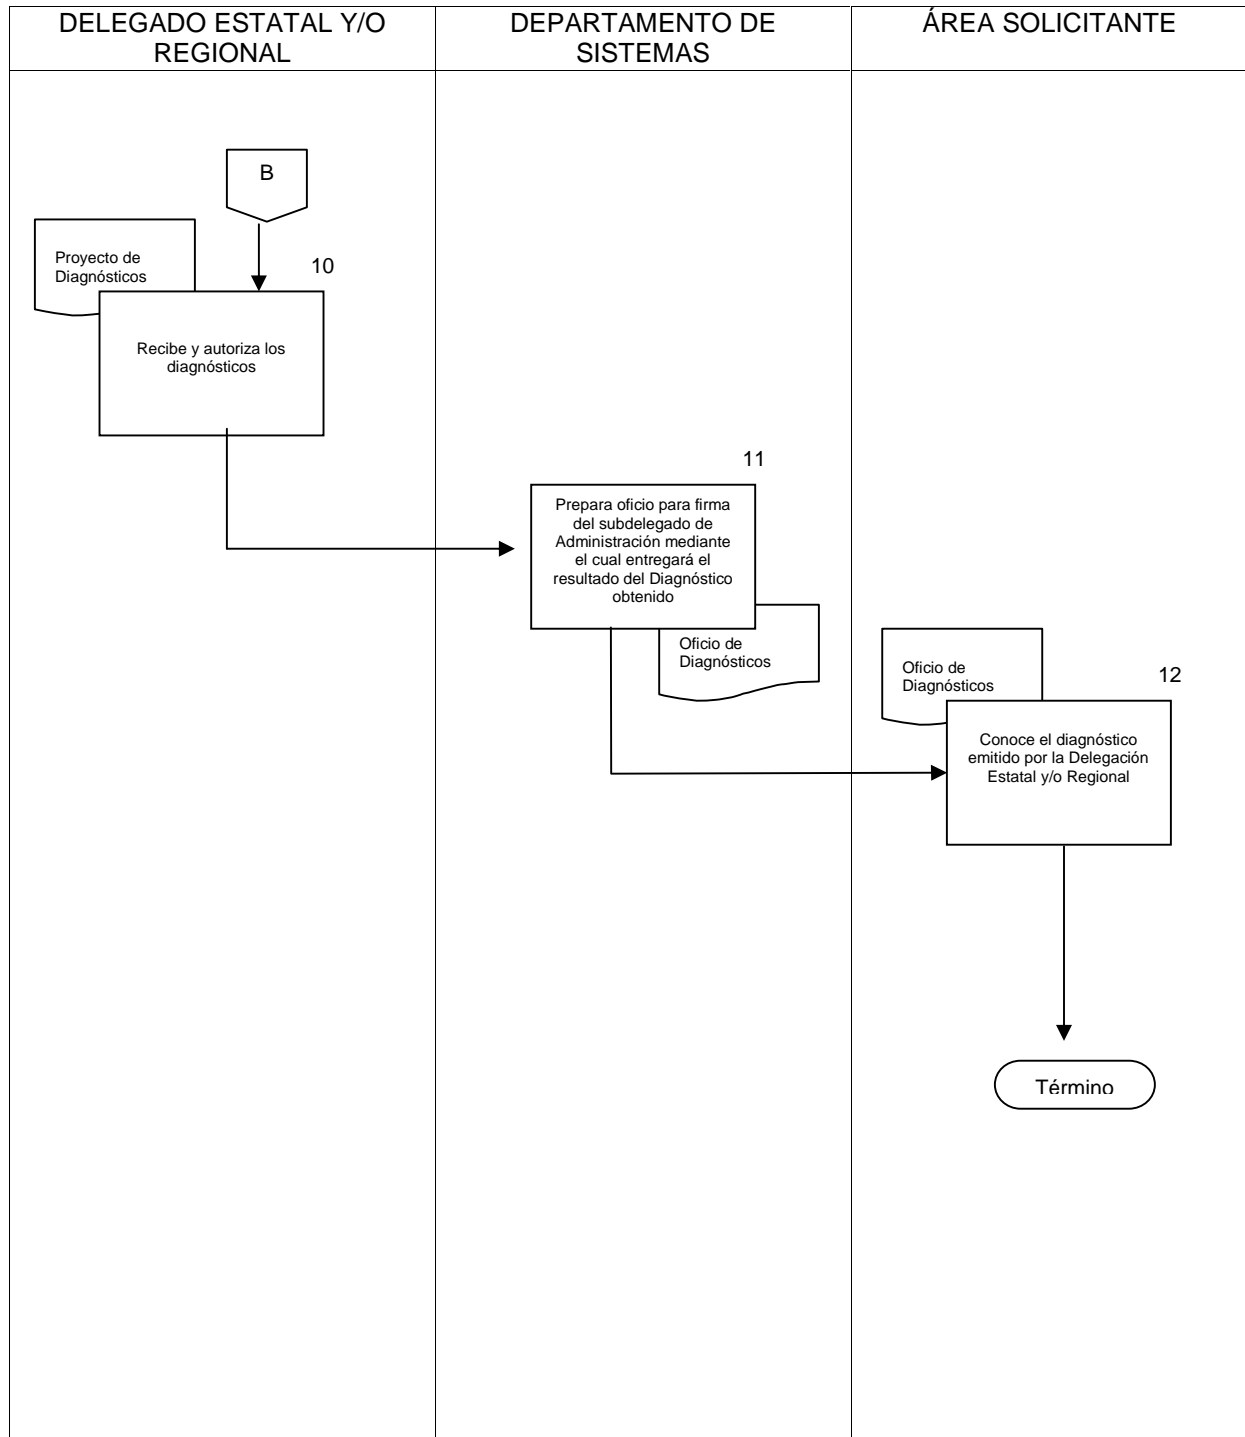 DELEGADO ESTATAL Y/O
REGIONAL
DEPARTAMENTO DE
SISTEMAS
ÁREA SOLICITANTE
B
Proyecto de
Diagnósticos
10
Recibe y autoriza los
diagnósticos
11
Prepara oficio para firma
del subdelegado de
Administración mediante
el cual entregará el
resultado del Diagnóstico
obtenido
Oficio de
Diagnósticos
Oficio de
Diagnósticos
12
Conoce el diagnóstico
emitido por la Delegación
Estatal y/o Regional
Término